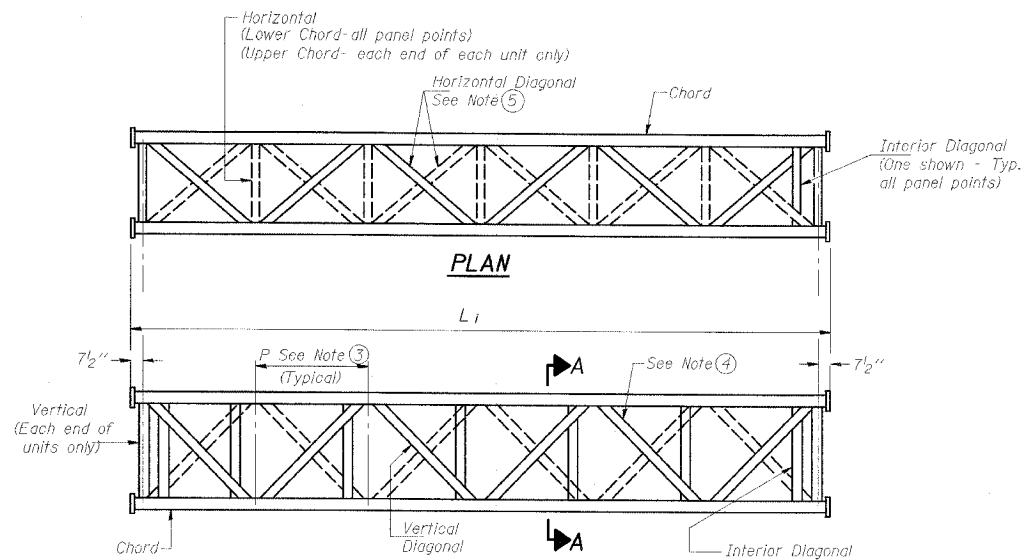 Horizontal
(Lower Chord-all panel points)
(Upper Chord- each end of each unit only)
Horizontal Diagonal
See Note 5
Chord
Interior Diagonal
(One shown - Typ.
all panel points)
PLAN
Li
7½"
P See Note 3
(Typical)
A
See Note 4
7½"
Vertical
(Each end of
units only)
Chord
Vertical
Diagonal
A
Interior Diagonal